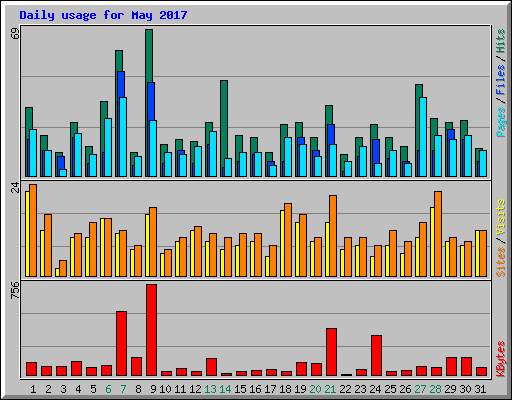 Daily usage for May 2017
69
Pages / Files / Hits
24
Sites / Visits
756
KBytes
1 2 3 4 5 6 7 8 9 10 11 12 13 14 15 16 17 18 19 20 21 22 23 24 25 26 27 28 29 30 31